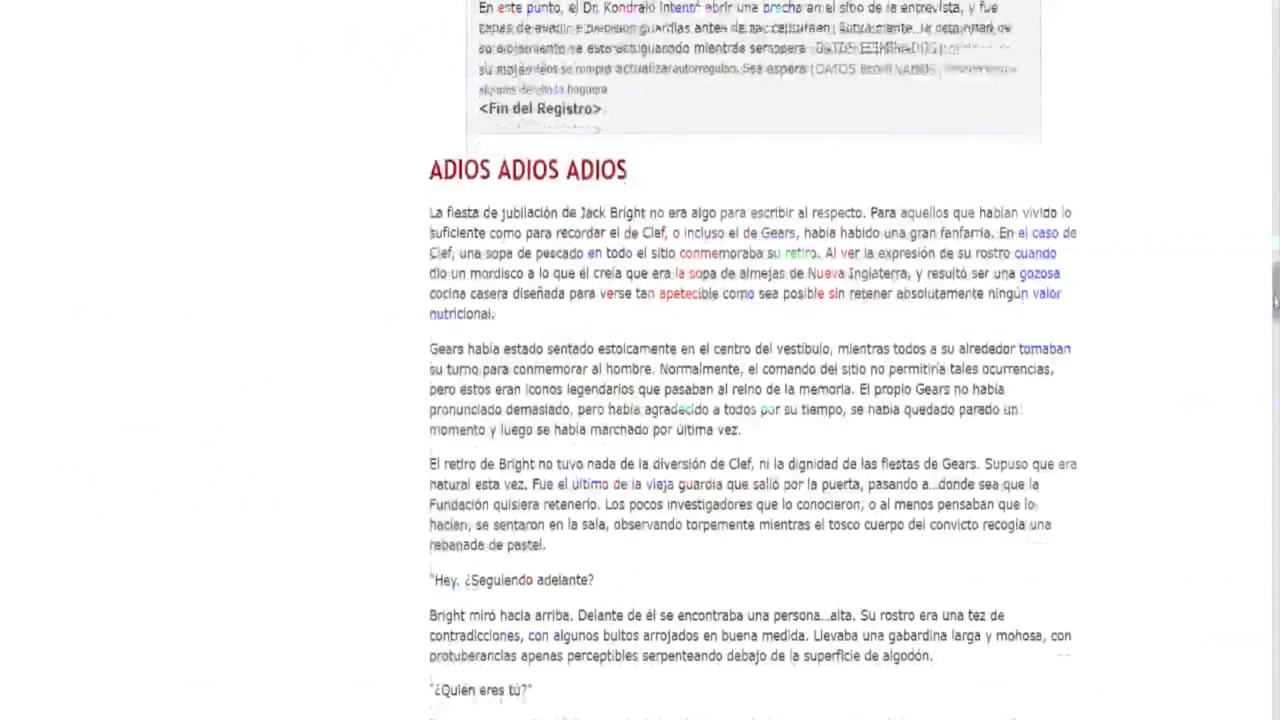 En este punto, el Dr. Kondraki intentó abrir una brecha en el sitio de la entrevista, y fue
guardias antes de
mientras
<Fin del Registro>
ADIOS ADIOS ADIOS
La fiesta de jubilación de Jack Bright no era algo para escribir al respecto. Para aquellos que habían vivido lo
suficiente como para recordar el de Clef, o incluso el de Gears, había habido una gran fanfarria. En el caso de
Clef, una sopa de pescado en todo el sitio conmemoraba su retiro. Al ver la expresión de su rostro cuando
dio un mordisco a lo que él creía que era la sopa de almejas de Nueva Inglaterra, y resultó ser una gozosa
cocina casera diseñada para verse tan apetecible como sea posible sin retener absolutamente ningún valor
nutricional.
Gears había estado sentado estoicamente en el centro del vestíbulo, mientras todos a su alrededor tomaban
su turno para conmemorar al hombre. Normalmente, el comando del sitio no permitiría tales ocurrencias,
pero estos eran iconos legendarios que pasaban al reino de la memoria. El propio Gears no había
pronunciado demasiado, pero había agradecido a todos por su tiempo, se había quedado parado un
momento y luego se había marchado por última vez.
El retiro de Bright no tuvo nada de la diversión de Clef, ni la dignidad de las fiestas de Gears. Supuso que era
natural esta vez. Fue el último de la vieja guardia que salió por la puerta, pasando a...donde sea que la
Fundación quisiera retenerlo. Los pocos investigadores que lo conocieron, o al menos pensaban que lo
hacían, se sentaron en la sala, observando torpemente mientras el tosco cuerpo del convicto recogía una
rebanada de pastel.
"Hey. ¿Seguiendo adelante?
Bright miró hacia arriba. Delante de él se encontraba una persona...alta. Su rostro era una tez de
contradicciones, con algunos bultos arrojados en buena medida. Llevaba una gabardina larga y mohosa, con
protuberancias apenas perceptibles serpenteando debajo de la superficie de algodón.
"¿Quién eres tú?"